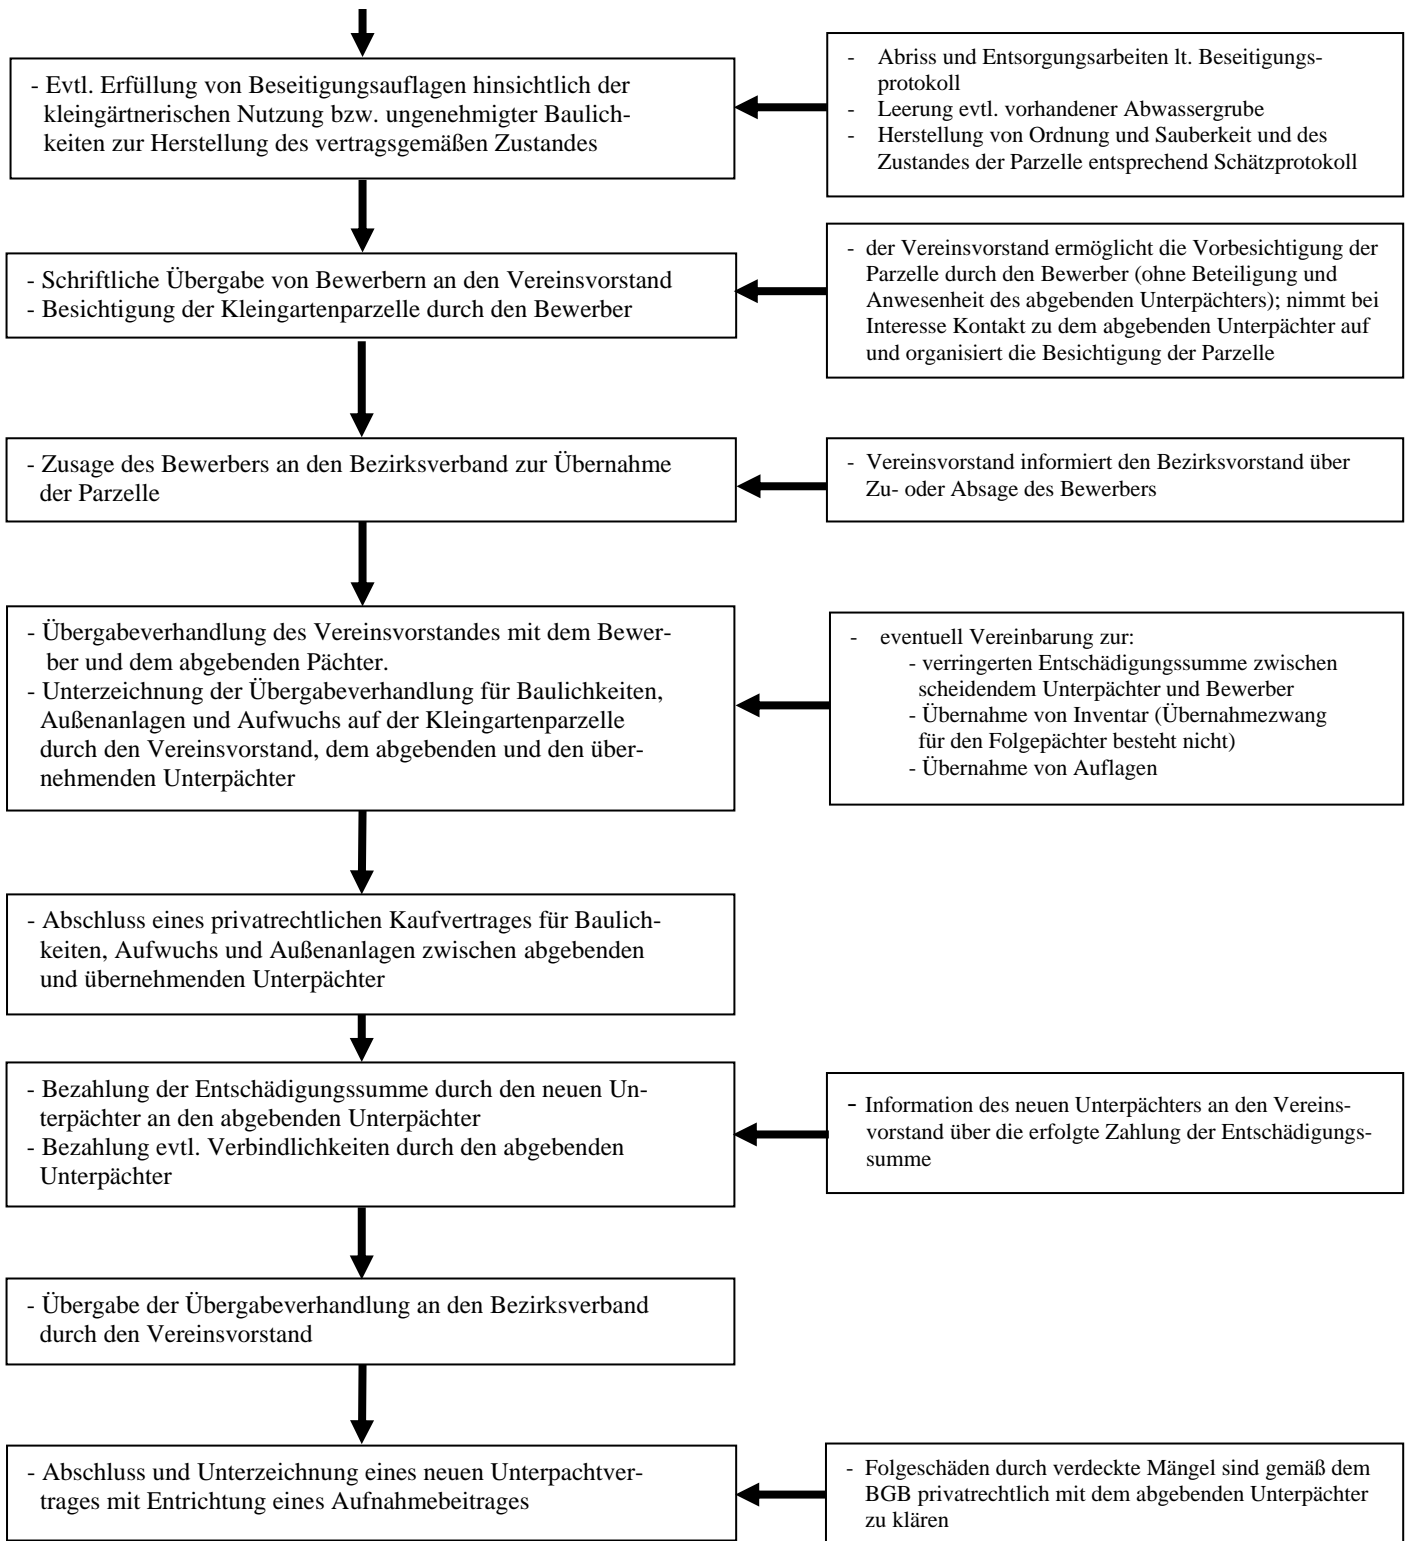 - Evtl. Erfüllung von Beseitigungsauflagen hinsichtlich der
kleingärtnerischen Nutzung bzw. ungenehmigter Baulich-
keiten zur Herstellung des vertragsgemäßen Zustandes
- Abriss und Entsorgungsarbeiten lt. Beseitigungs-
protokoll
- Leerung evtl. vorhandener Abwassergrube
- Herstellung von Ordnung und Sauberkeit und des
Zustandes der Parzelle entsprechend Schätzprotokoll
- Schriftliche Übergabe von Bewerbern an den Vereinsvorstand
- Besichtigung der Kleingartenparzelle durch den Bewerber
- der Vereinsvorstand ermöglicht die Vorbesichtigung der
Parzelle durch den Bewerber (ohne Beteiligung und
Anwesenheit des abgebenden Unterpächters); nimmt bei
Interesse Kontakt zu dem abgebenden Unterpächter auf
und organisiert die Besichtigung der Parzelle
- Zusage des Bewerbers an den Bezirksverband zur Übernahme
der Parzelle
- Vereinsvorstand informiert den Bezirksvorstand über
Zu- oder Absage des Bewerbers
- Übergabeverhandlung des Vereinsvorstandes mit dem Bewer-
ber und dem abgebenden Pächter.
- Unterzeichnung der Übergabeverhandlung für Baulichkeiten,
Außenanlagen und Aufwuchs auf der Kleingartenparzelle
durch den Vereinsvorstand, dem abgebenden und den über-
nehmenden Unterpächter
- eventuell Vereinbarung zur:
- verringerten Entschädigungssumme zwischen
scheidendem Unterpächter und Bewerber
- Übernahme von Inventar (Übernahmezwang
für den Folgepächter besteht nicht)
- Übernahme von Auflagen
- Abschluss eines privatrechtlichen Kaufvertrages für Baulich-
keiten, Aufwuchs und Außenanlagen zwischen abgebenden
und übernehmenden Unterpächter
- Bezahlung der Entschädigungssumme durch den neuen Un-
terpächter an den abgebenden Unterpächter
- Bezahlung evtl. Verbindlichkeiten durch den abgebenden
Unterpächter
- Information des neuen Unterpächters an den Vereins-
vorstand über die erfolgte Zahlung der Entschädigungs-
summe
- Übergabe der Übergabeverhandlung an den Bezirksverband
durch den Vereinsvorstand
- Abschluss und Unterzeichnung eines neuen Unterpachtver-
trages mit Entrichtung eines Aufnahmebeitrages
- Folgeschäden durch verdeckte Mängel sind gemäß dem
BGB privatrechtlich mit dem abgebenden Unterpächter
zu klären